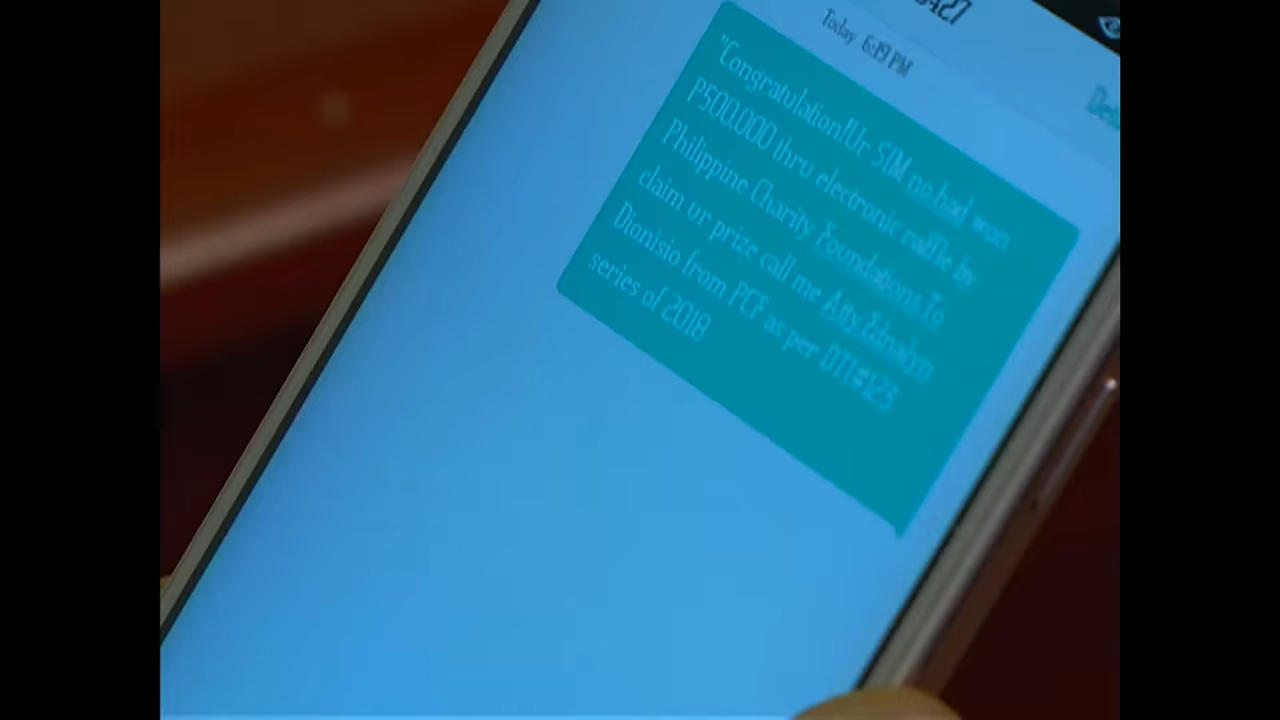 Today 6:19 PM
"Congratulation!!Ur SIM no.had won
P500,000 thru electronic raffle by
Philippine Charity Foundations.To
claim ur prize call me Atty.Ednalyn
Dionisio from PCF as per DTI#123
series of 2018